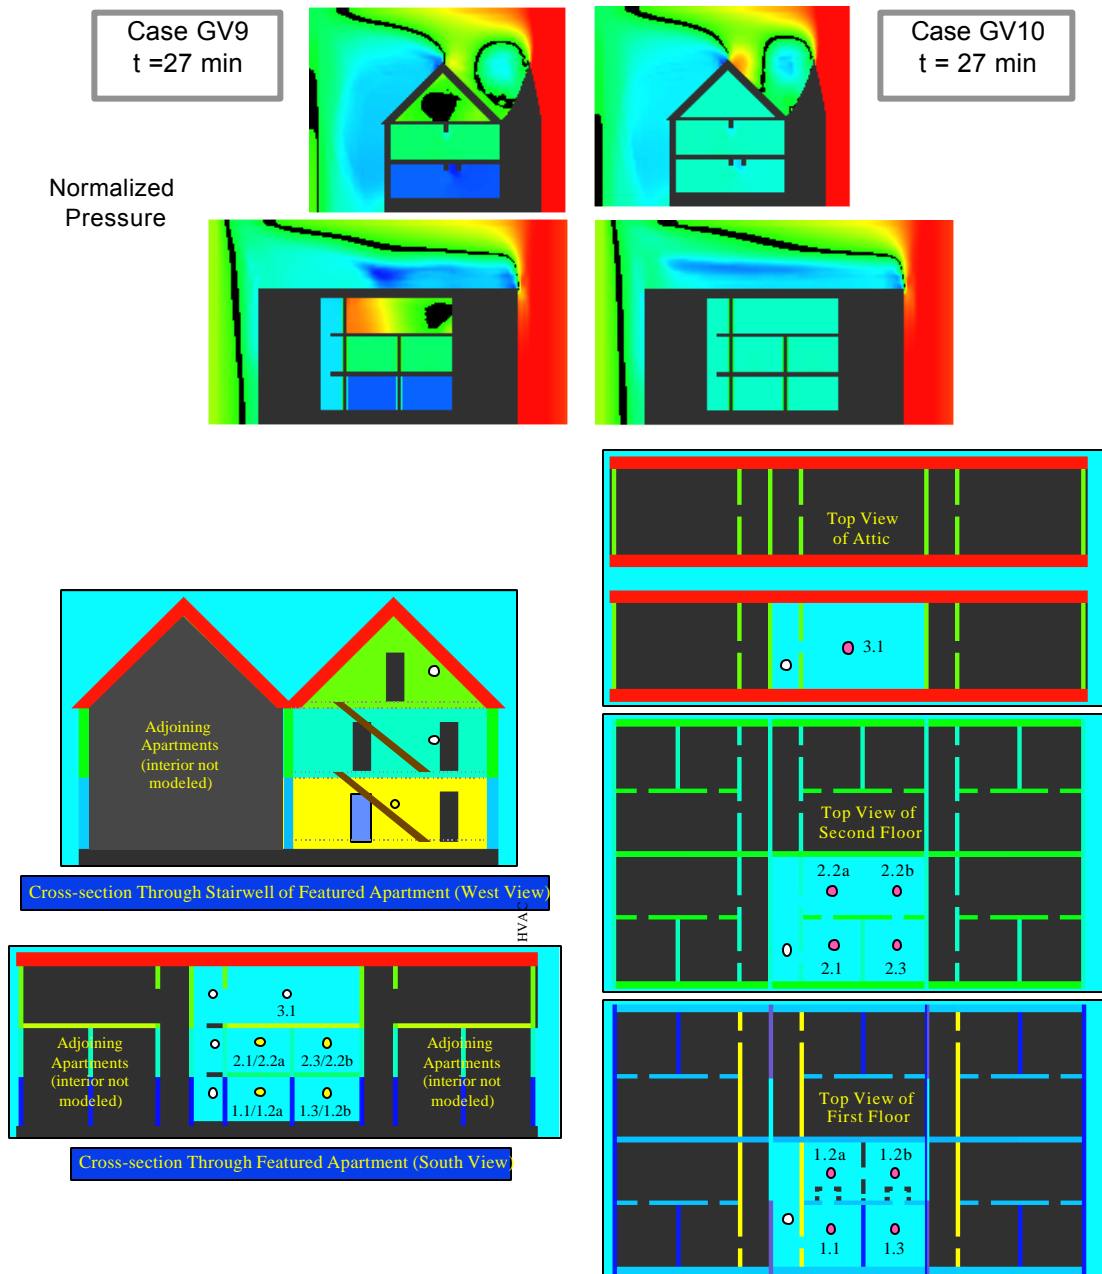 Case GV9
t =27 min
Case GV10
t = 27 min
Normalized
Pressure
Top View
of Attic
3.1
Adjoining
Apartments
(interior not
modeled)
Cross-section Through Stairwell of Featured Apartment (West View)
Top View of
Second Floor
2.2a
2.2b
2.1
2.3
HVAC
3.1
Adjoining
Apartments
(interior not
modeled)
2.1/2.2a
2.3/2.2b
1.1/1.2a
1.3/1.2b
Adjoining
Apartments
(interior not
modeled)
Cross-section Through Featured Apartment (South View)
Top View of
First Floor
1.2a
1.2b
1.1
1.3